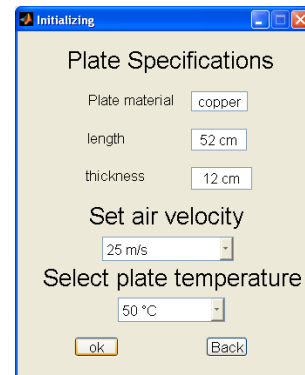 Initializing
Plate Specifications
Plate material copper
length 52 cm
thickness 12 cm
Set air velocity
25 m/s
Select plate temperature
50 °C
ok Back